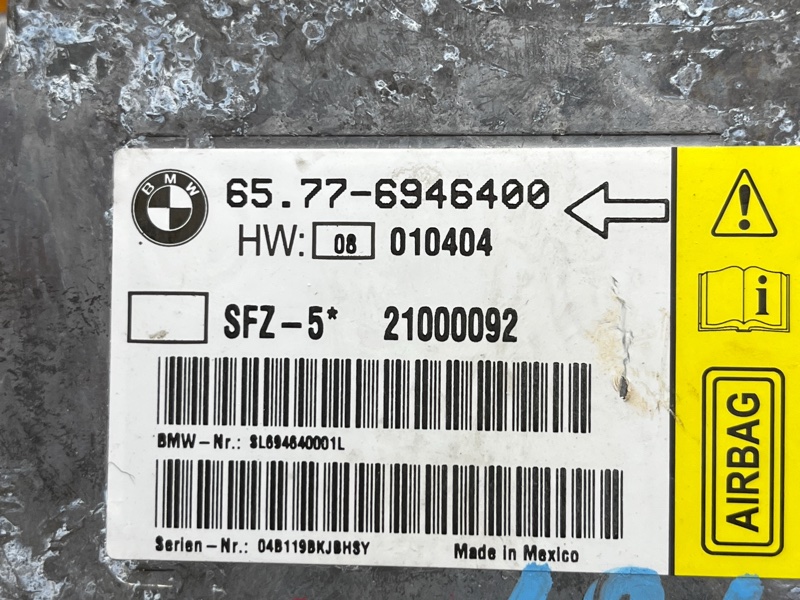 BMW
65.77-6946400
HW: 08 010404
SFZ-5* 21000092
BMW-Nr.: SL694640001L
Serien-Nr.: 04B119BKJBHSY
Made in Mexico
AIRBAG